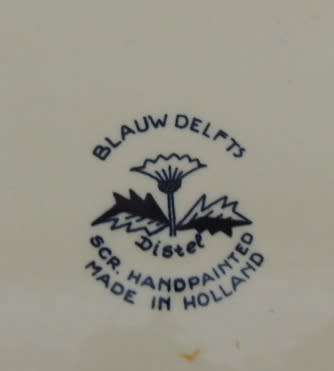 BLAUW DELFTS
Distel
SCR. HANDPAINTED
MADE IN HOLLAND